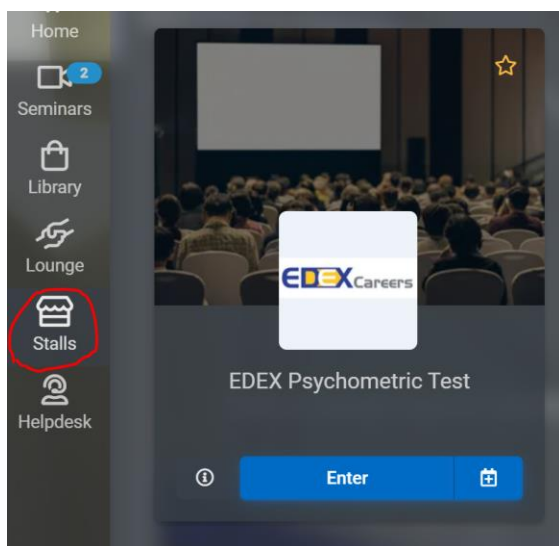 Home
2
Seminars
Library
Lounge
Stalls
Helpdesk
EDEX Careers
EDEX Psychometric Test
Enter